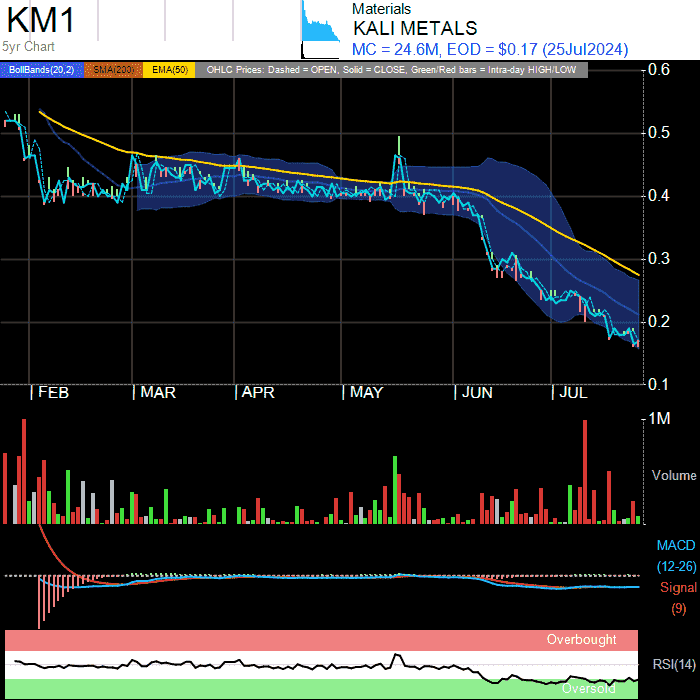 KM1
5yr Chart
Materials
KALI METALS
MC = 24.6M, EOD = $0.17 (25Jul2024)
BollBands(20,2) SMA(200) EMA(50) OHLC Prices: Dashed = OPEN, Solid = CLOSE, Green/Red bars = Intra-day HIGH/LOW
0.6
0.5
0.4
0.3
0.2
0.1
FEB MAR APR MAY JUN JUL
1M
Volume
MACD
(12-26)
Signal
(9)
Overbought
RSI(14)
Oversold